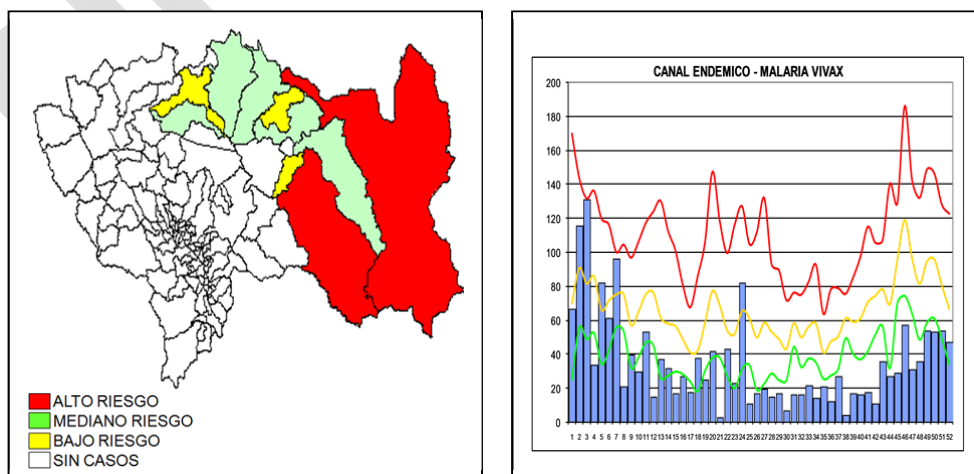 ALTO RIESGO
MEDIANO RIESGO
BAJO RIESGO
SIN CASOS
CANAL ENDEMICO - MALARIA VIVAX
200
180
160
140
120
100
80
60
40
20
0
1 2 3 4 5 6 7 8 9 10 11 12 13 14 15 16 17 18 19 20 21 22 23 24 25 26 27 28 29 30 31 32 33 34 35 36 37 38 39 40 41 42 43 44 45 46 47 48 49 50 51 52